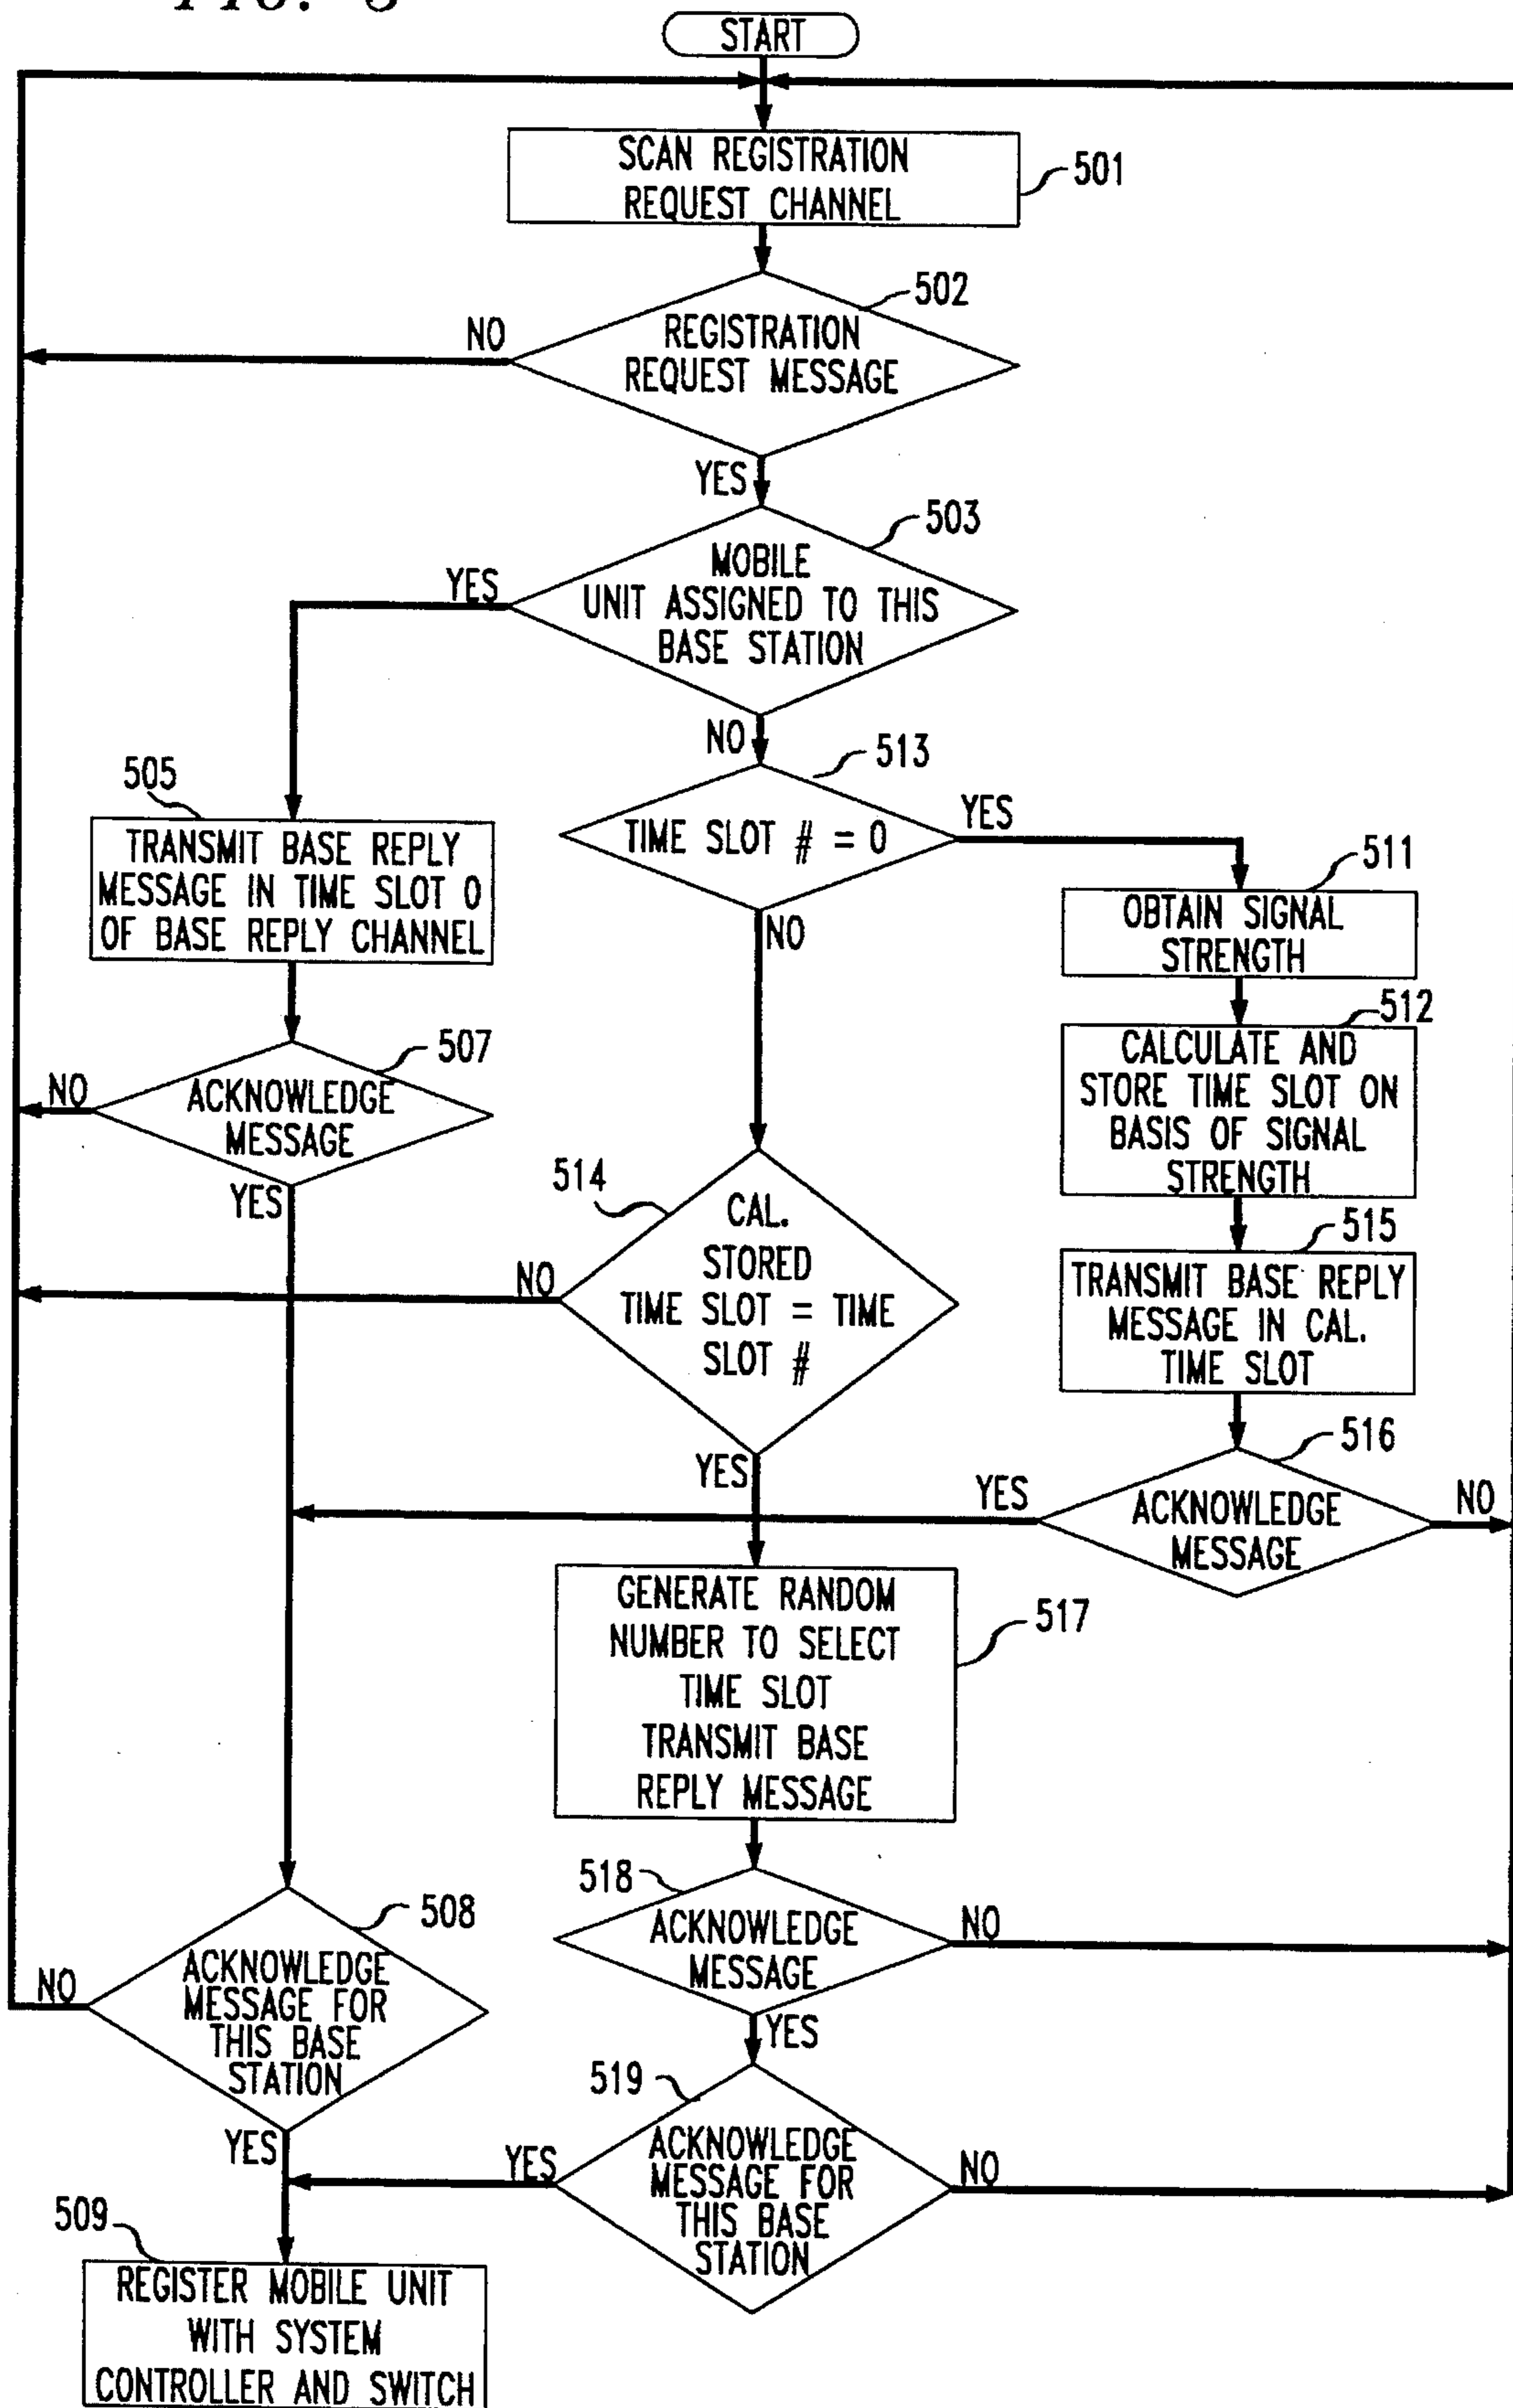 START
SCAN REGISTRATION
REQUEST CHANNEL
501
502
REGISTRATION
REQUEST MESSAGE
NO
YES
503
MOBILE
UNIT ASSIGNED TO THIS
BASE STATION
YES
NO
513
TIME SLOT # = 0
YES
NO
505
TRANSMIT BASE REPLY
MESSAGE IN TIME SLOT 0
OF BASE REPLY CHANNEL
511
OBTAIN SIGNAL
STRENGTH
512
CALCULATE AND
STORE TIME SLOT ON
BASIS OF SIGNAL
STRENGTH
507
ACKNOWLEDGE
MESSAGE
NO
YES
514
CAL.
STORED
TIME SLOT = TIME
SLOT #
NO
YES
515
TRANSMIT BASE REPLY
MESSAGE IN CAL.
TIME SLOT
516
ACKNOWLEDGE
MESSAGE
YES
NO
GENERATE RANDOM
NUMBER TO SELECT
TIME SLOT
TRANSMIT BASE
REPLY MESSAGE
517
518
ACKNOWLEDGE
MESSAGE
NO
YES
508
ACKNOWLEDGE
MESSAGE FOR
THIS BASE
STATION
NO
YES
519
ACKNOWLEDGE
MESSAGE FOR
THIS BASE
STATION
YES
NO
509
REGISTER MOBILE UNIT
WITH SYSTEM
CONTROLLER AND SWITCH